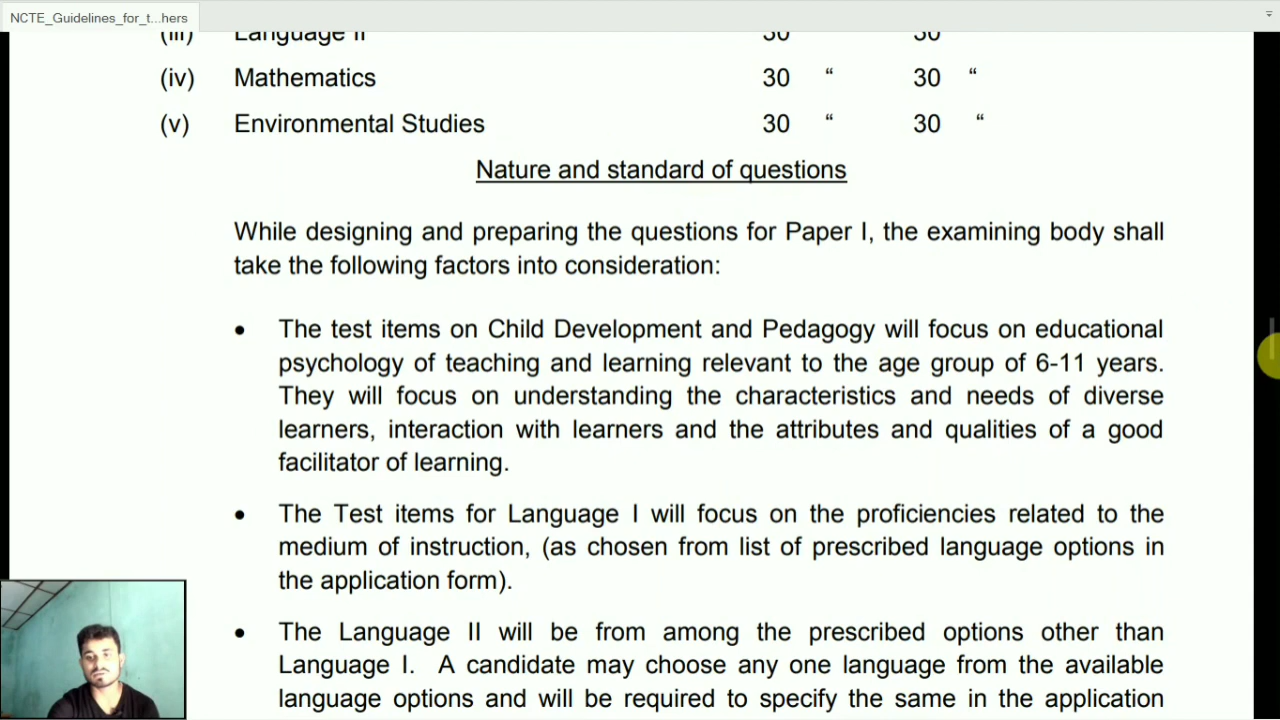 NCTE_Guidelines_for_t...hers
(iii) Language II 30 30
(iv) Mathematics 30 “ 30 “
(v) Environmental Studies 30 “ 30 “
Nature and standard of questions
While designing and preparing the questions for Paper I, the examining body shall
take the following factors into consideration:
• The test items on Child Development and Pedagogy will focus on educational
psychology of teaching and learning relevant to the age group of 6-11 years.
They will focus on understanding the characteristics and needs of diverse
learners, interaction with learners and the attributes and qualities of a good
facilitator of learning.
• The Test items for Language I will focus on the proficiencies related to the
medium of instruction, (as chosen from list of prescribed language options in
the application form).
• The Language II will be from among the prescribed options other than
Language I. A candidate may choose any one language from the available
language options and will be required to specify the same in the application